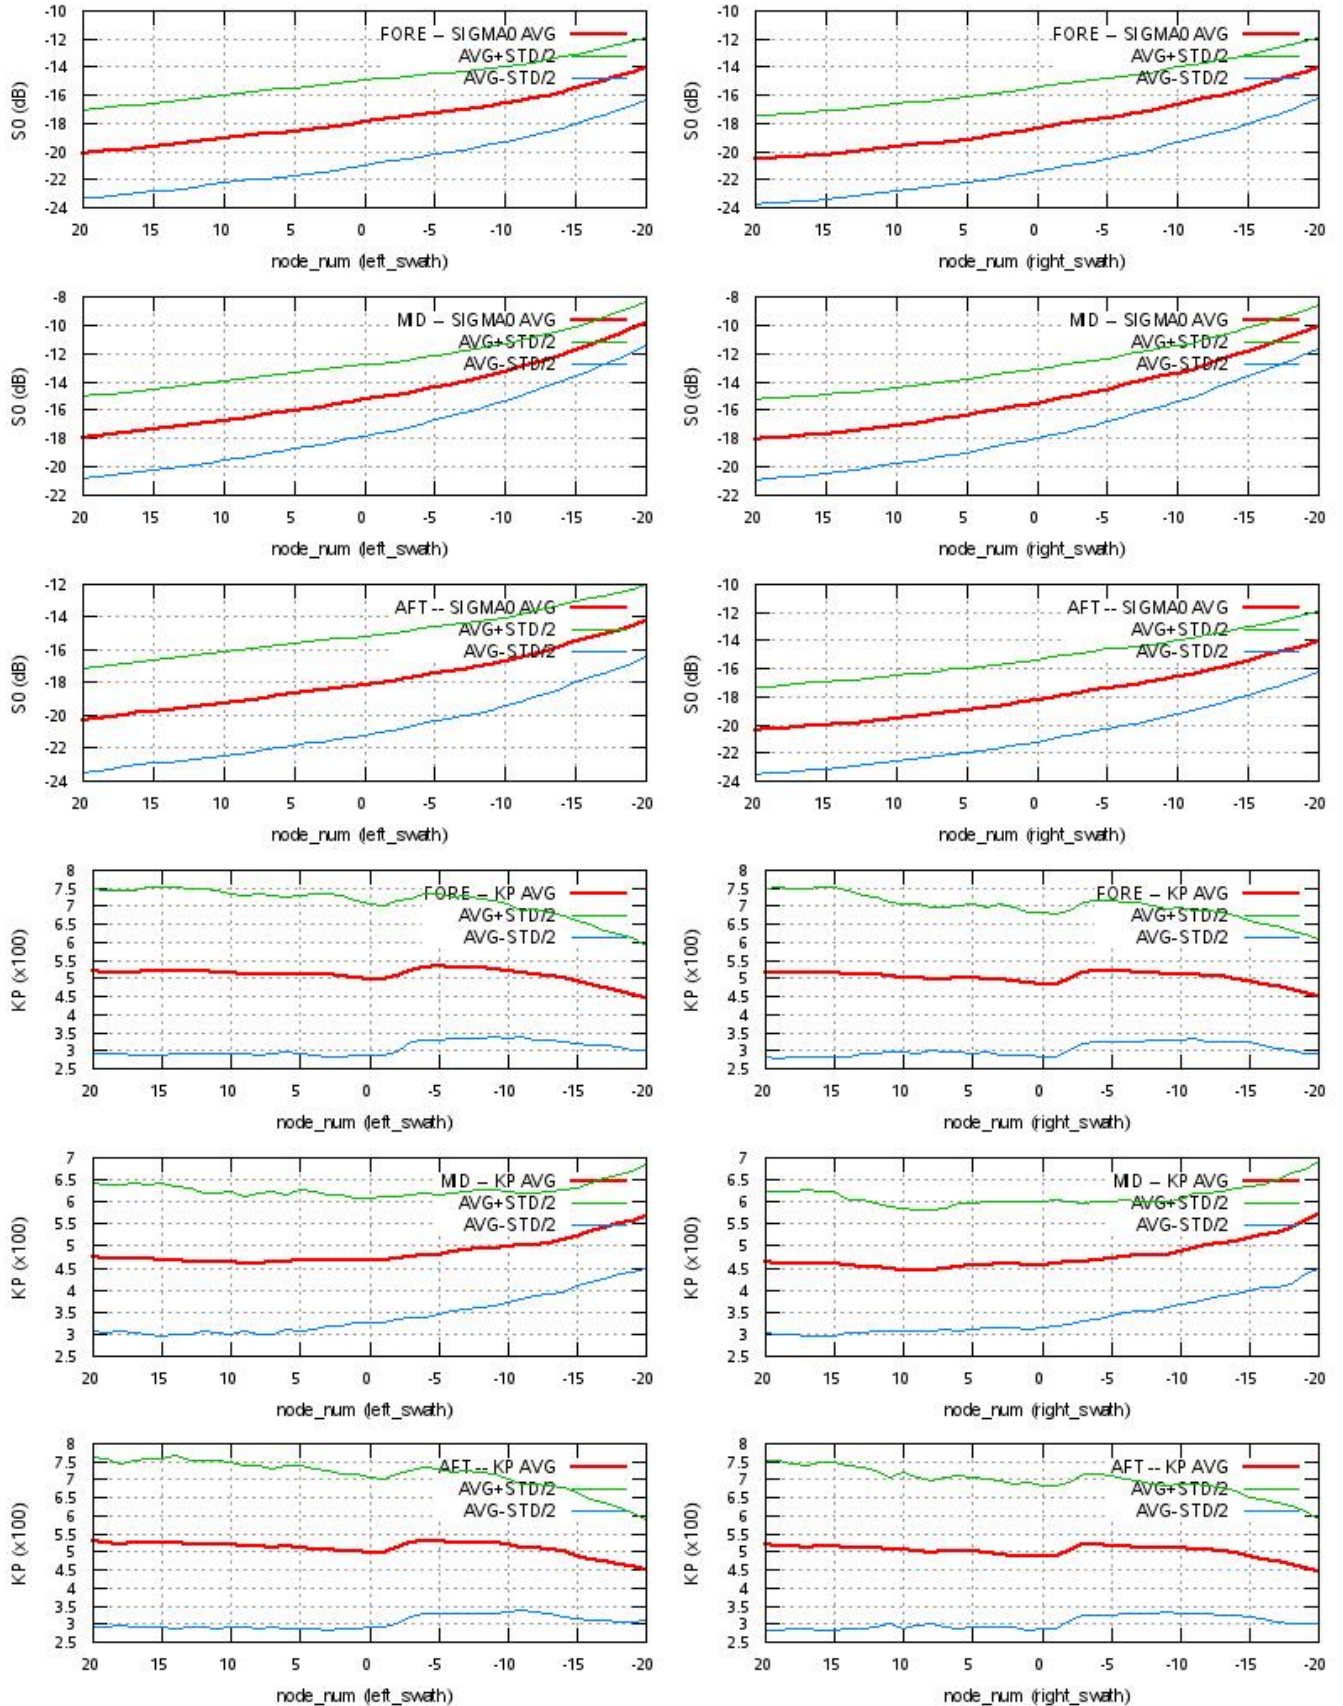 -10
-12
-14
-16
-18
-20
-22
-24
S0 (dB)
FORE -- SIGMA0 AVG
AVG+STD/2
AVG-STD/2
20 15 10 5 0 -5 -10 -15 -20
node_num (left_swath)
-10
-12
-14
-16
-18
-20
-22
-24
S0 (dB)
FORE -- SIGMA0 AVG
AVG+STD/2
AVG-STD/2
20 15 10 5 0 -5 -10 -15 -20
node_num (right_swath)
-8
-10
-12
-14
-16
-18
-20
-22
S0 (dB)
MID -- SIGMA0 AVG
AVG+STD/2
AVG-STD/2
20 15 10 5 0 -5 -10 -15 -20
node_num (left_swath)
-8
-10
-12
-14
-16
-18
-20
-22
S0 (dB)
MID -- SIGMA0 AVG
AVG+STD/2
AVG-STD/2
20 15 10 5 0 -5 -10 -15 -20
node_num (right_swath)
-12
-14
-16
-18
-20
-22
-24
S0 (dB)
AFT -- SIGMA0 AVG
AVG+STD/2
AVG-STD/2
20 15 10 5 0 -5 -10 -15 -20
node_num (left_swath)
-10
-12
-14
-16
-18
-20
-22
-24
S0 (dB)
AFT -- SIGMA0 AVG
AVG+STD/2
AVG-STD/2
20 15 10 5 0 -5 -10 -15 -20
node_num (right_swath)
8
7.5
7
6.5
6
5.5
5
4.5
4
3.5
3
2.5
KP (x100)
FORE -- KP AVG
AVG+STD/2
AVG-STD/2
20 15 10 5 0 -5 -10 -15 -20
node_num (left_swath)
8
7.5
7
6.5
6
5.5
5
4.5
4
3.5
3
2.5
KP (x100)
FORE -- KP AVG
AVG+STD/2
AVG-STD/2
20 15 10 5 0 -5 -10 -15 -20
node_num (right_swath)
7
6.5
6
5.5
5
4.5
4
3.5
3
2.5
KP (x100)
MID -- KP AVG
AVG+STD/2
AVG-STD/2
20 15 10 5 0 -5 -10 -15 -20
node_num (left_swath)
7
6.5
6
5.5
5
4.5
4
3.5
3
2.5
KP (x100)
MID -- KP AVG
AVG+STD/2
AVG-STD/2
20 15 10 5 0 -5 -10 -15 -20
node_num (right_swath)
8
7.5
7
6.5
6
5.5
5
4.5
4
3.5
3
2.5
KP (x100)
AFT -- KP AVG
AVG+STD/2
AVG-STD/2
20 15 10 5 0 -5 -10 -15 -20
node_num (left_swath)
8
7.5
7
6.5
6
5.5
5
4.5
4
3.5
3
2.5
KP (x100)
AFT -- KP AVG
AVG+STD/2
AVG-STD/2
20 15 10 5 0 -5 -10 -15 -20
node_num (right_swath)